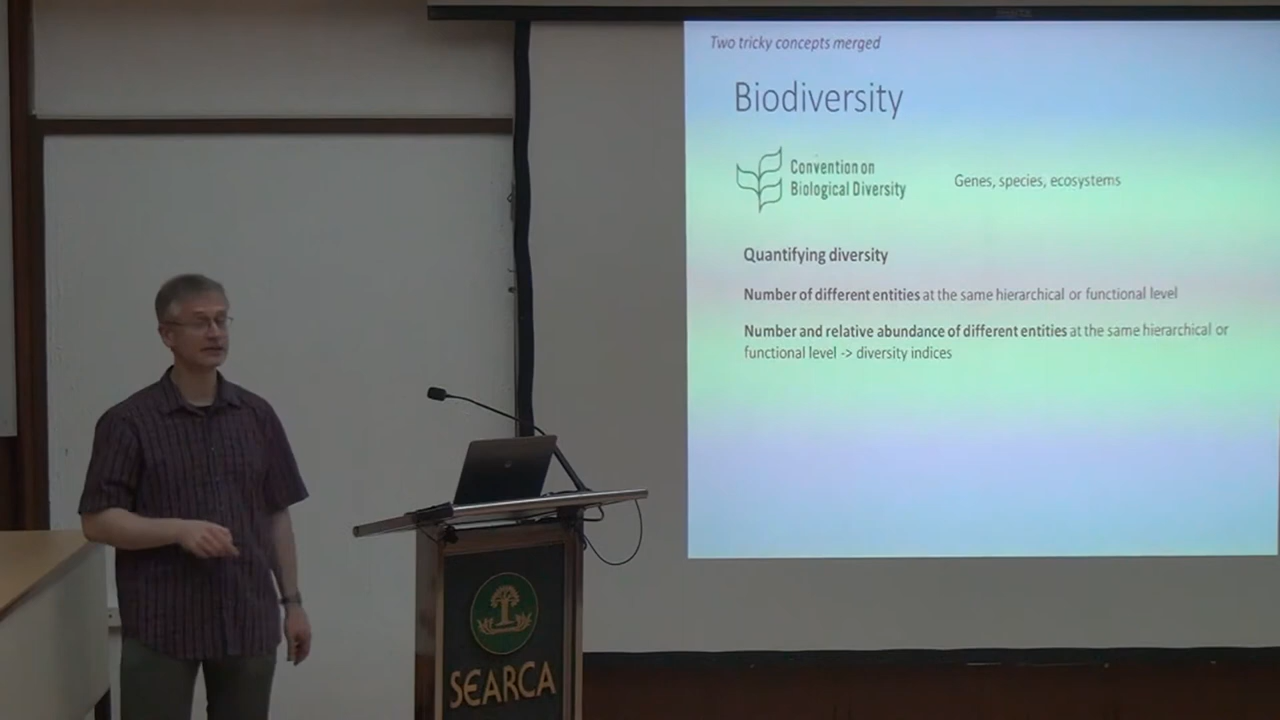 Two tricky concepts merged
Biodiversity
Convention on
Biological Diversity
Genes, species, ecosystems
Quantifying diversity
Number of different entities at the same hierarchical or functional level
Number and relative abundance of different entities at the same hierarchical or
functional level -> diversity indices
SEARCA